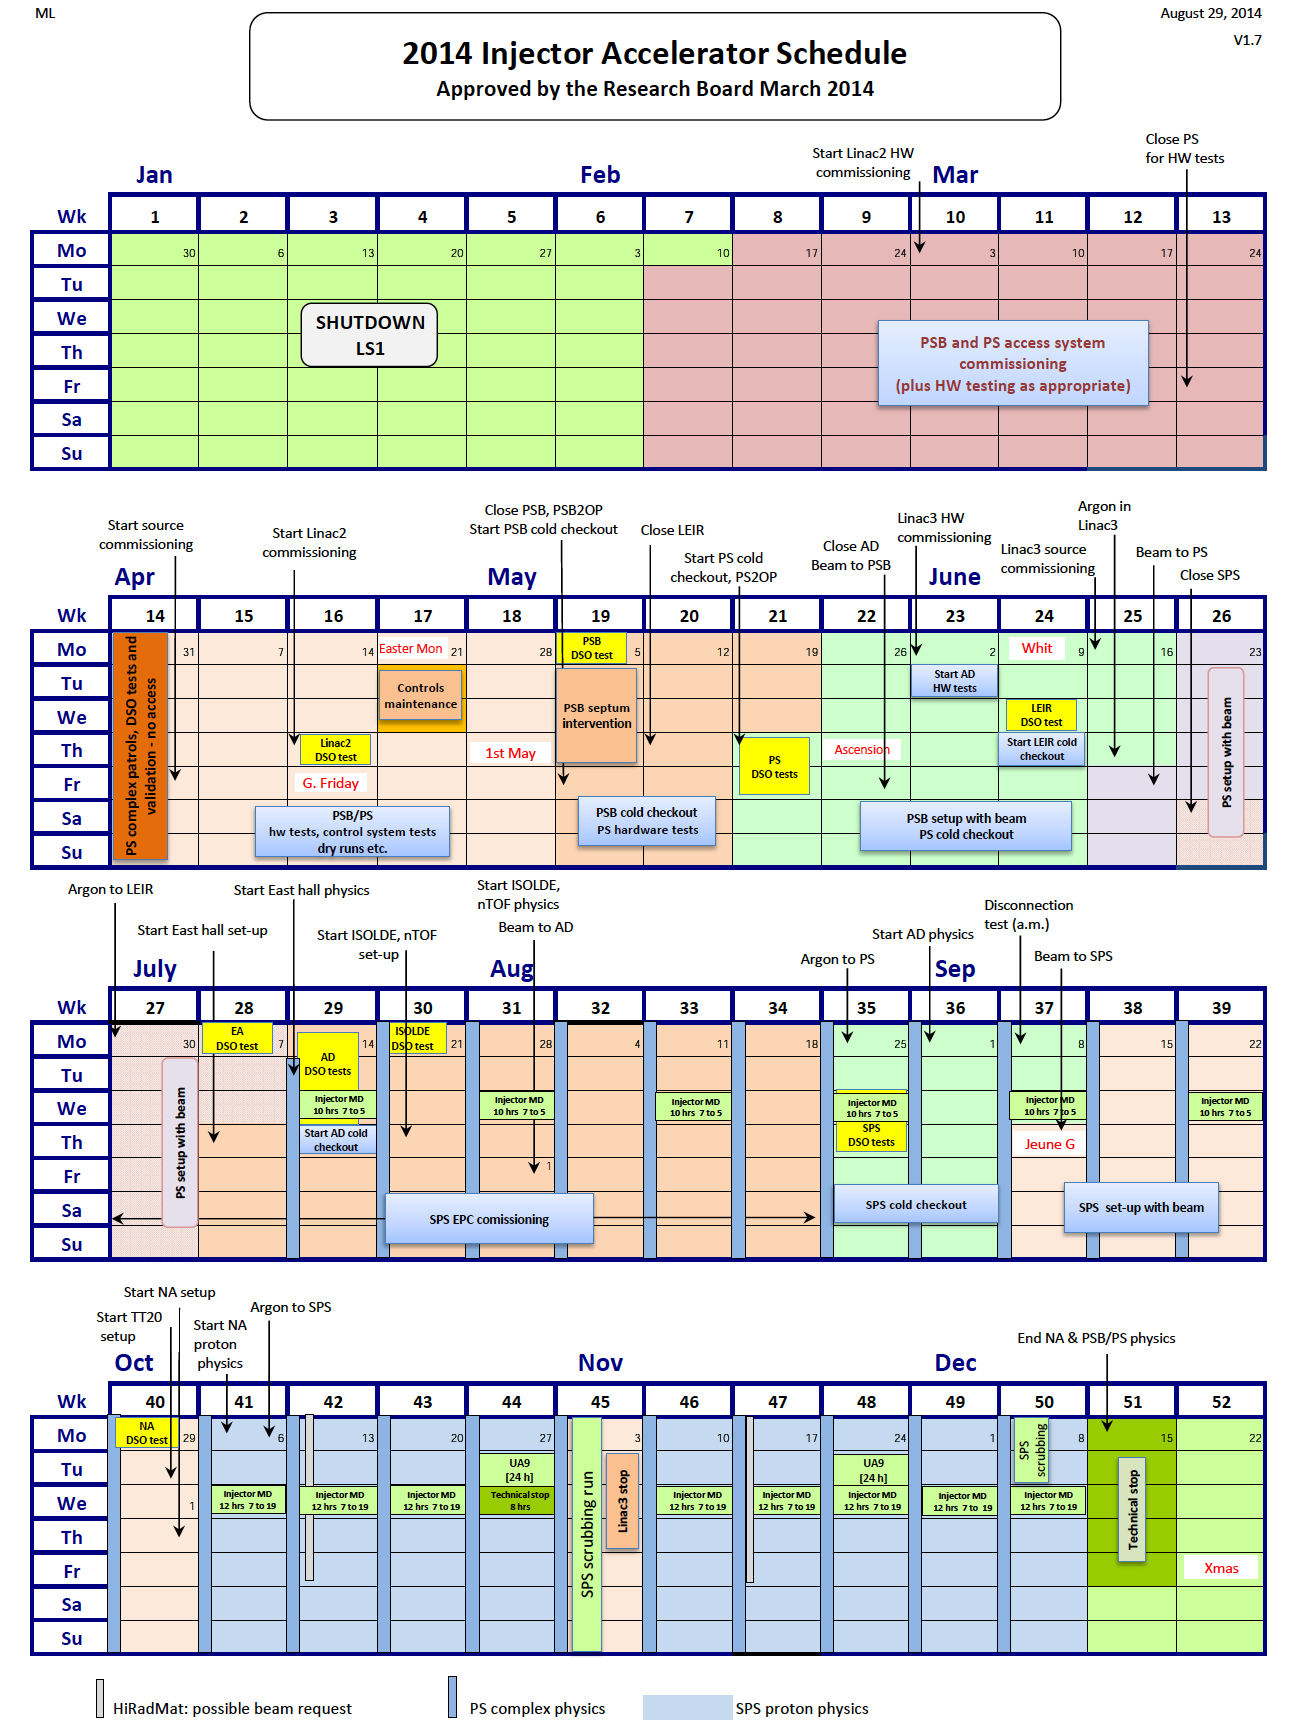 ML
August 29, 2014
V1.7
2014 Injector Accelerator Schedule
Approved by the Research Board March 2014
Start Linac2 HW
commissioning
Close PS
for HW tests
Jan Feb Mar
Wk 1 2 3 4 5 6 7 8 9 10 11 12 13
Mo 30 6 13 20 27 3 10 17 24 3 10 17 24
Tu
We
Th
Fr
Sa
Su
SHUTDOWN
LS1
PSB and PS access system
commissioning
(plus HW testing as appropriate)
Start source
commissioning
Start Linac2
commissioning
Close PSB, PSB2OP
Start PSB cold checkout
Close LEIR
Start PS cold
checkout, PS2OP
Close AD
Beam to PSB
Linac3 HW
commissioning
Linac3 source
commissioning
Argon in
Linac3
Beam to PS
Close SPS
Apr May June
Wk 14 15 16 17 18 19 20 21 22 23 24 25 26
Mo 31 7 14 Easter Mon 21 28 5 12 19 26 2 Whit 9 16 23
Tu
We
Th
Fr
Sa
Su
PS complex patrols, DSO tests and
validation - no access
Linac2
DSO test
G. Friday
PSB/PS
hw tests, control system tests
dry runs etc.
Controls
maintenance
1st May
PSB
DSO test
PSB septum
intervention
PSB cold checkout
PS hardware tests
PS
DSO tests
Ascension
PSB setup with beam
PS cold checkout
Start AD
HW tests
LEIR
DSO test
Start LEIR cold
checkout
PS setup with beam
Argon to LEIR
Start East hall set-up
Start East hall physics
Start ISOLDE, nTOF
set-up
Start ISOLDE,
nTOF physics
Beam to AD
Argon to PS
Start AD physics
Disconnection
test (a.m.)
Beam to SPS
July Aug Sep
Wk 27 28 29 30 31 32 33 34 35 36 37 38 39
Mo 30 7 14 21 28 4 11 18 25 1 8 15 22
Tu
We
Th
Fr 1
Sa
Su
PS setup with beam
EA
DSO test
AD
DSO tests
Injector MD
10 hrs 7 to 5
Start AD cold
checkout
ISOLDE
DSO test
Injector MD
10 hrs 7 to 5
SPS EPC comissioning
Injector MD
10 hrs 7 to 5
Injector MD
10 hrs 7 to 5
SPS
DSO tests
SPS cold checkout
Injector MD
10 hrs 7 to 5
Jeune G
SPS set-up with beam
Injector MD
10 hrs 7 to 5
Start NA setup
Start TT20
setup
Start NA
proton
physics
Argon to SPS
End NA & PSB/PS physics
Oct Nov Dec
Wk 40 41 42 43 44 45 46 47 48 49 50 51 52
Mo 29 6 13 20 27 3 10 17 24 1 8 15 22
Tu
We 1
Th
Fr
Sa
Su
NA
DSO test
Injector MD
12 hrs 7 to 19
Injector MD
12 hrs 7 to 19
Injector MD
12 hrs 7 to 19
UA9
[24 h]
Technical stop
8 hrs
SPS scrubbing run
Linac3 stop
Injector MD
12 hrs 7 to 19
Injector MD
12 hrs 7 to 19
UA9
[24 h]
Injector MD
12 hrs 7 to 19
Injector MD
12 hrs 7 to 19
SPS
scrubbing
Injector MD
12 hrs 7 to 19
Technical stop
Xmas
HiRadMat: possible beam request
PS complex physics
SPS proton physics